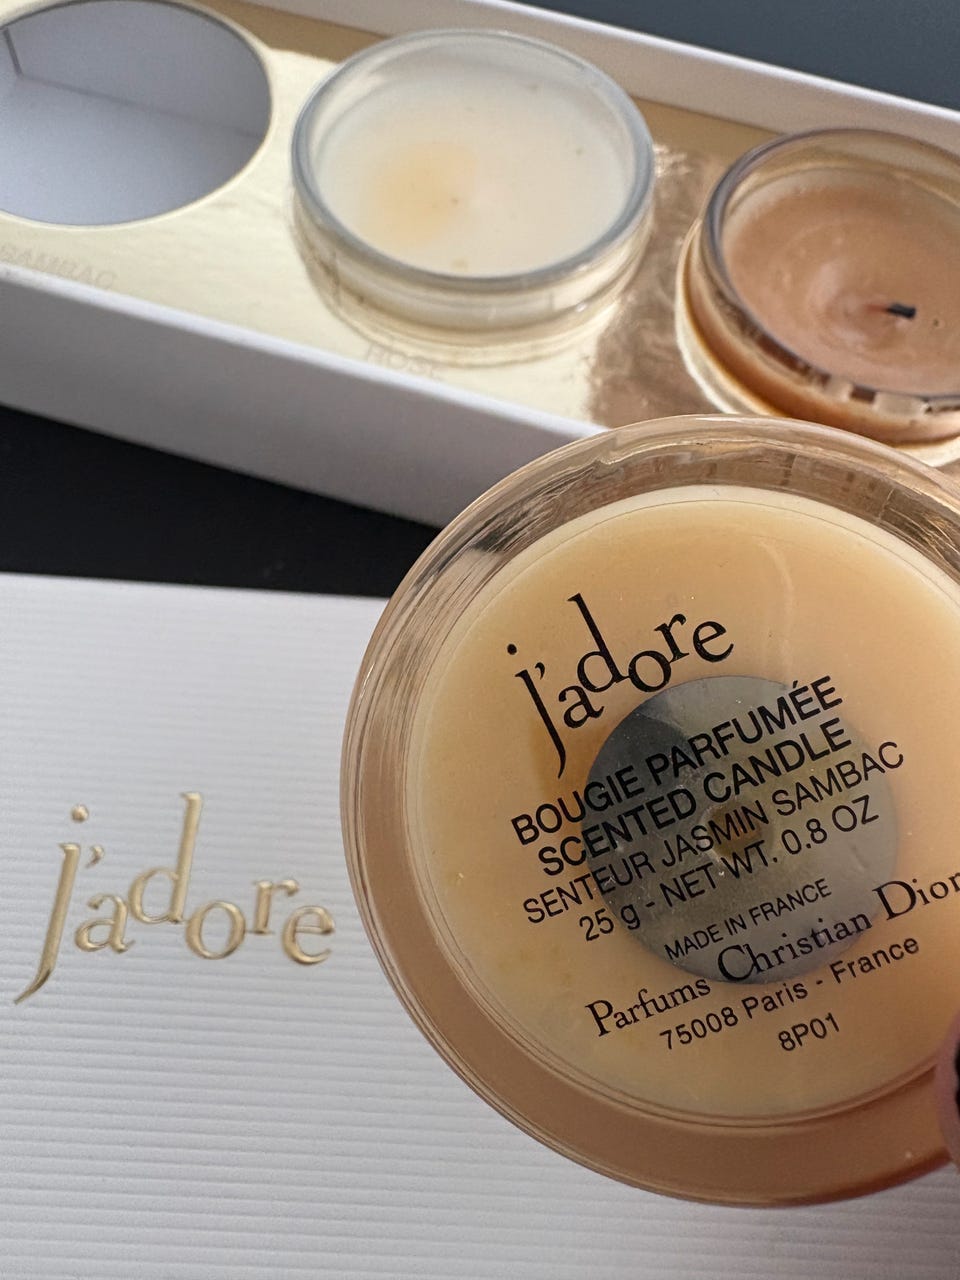 SAMBAC
ROSE
j'adore
BOUGIE PARFUMÉE
SCENTED CANDLE
SENTEUR JASMIN SAMBAC
25 g - NET WT. 0.8 OZ
MADE IN FRANCE
Parfums Christian Dior
75008 Paris - France
8P01
j'adore